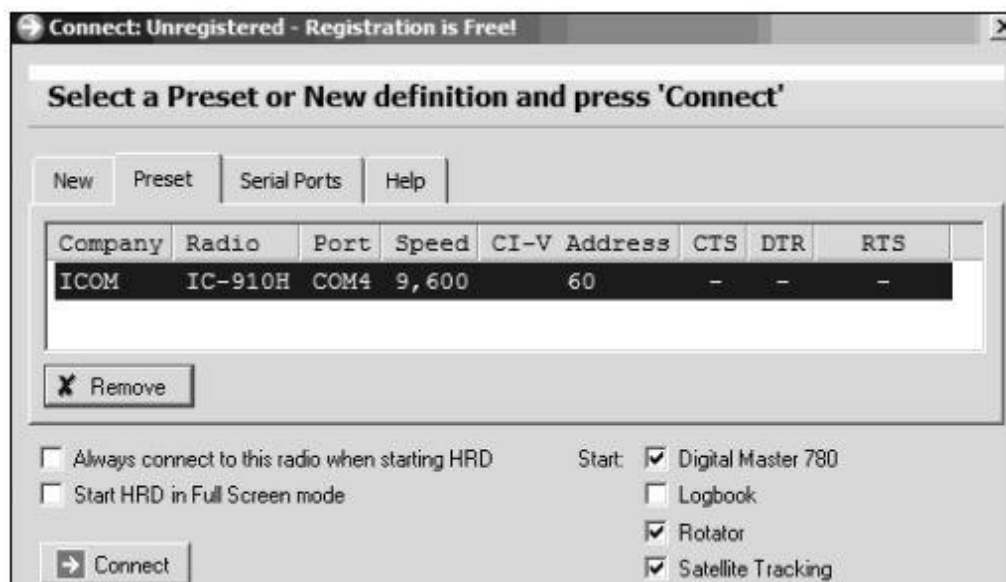 Connect: Unregistered - Registration is Free!
Select a Preset or New definition and press 'Connect'
New Preset Serial Ports Help
Company Radio Port Speed CI-V Address CTS DTR RTS
ICOM IC-910H COM4 9,600 60 - - -
X Remove
Always connect to this radio when starting HRD Start: Digital Master 780
Start HRD in Full Screen mode Logbook
Rotator
Connect Satellite Tracking